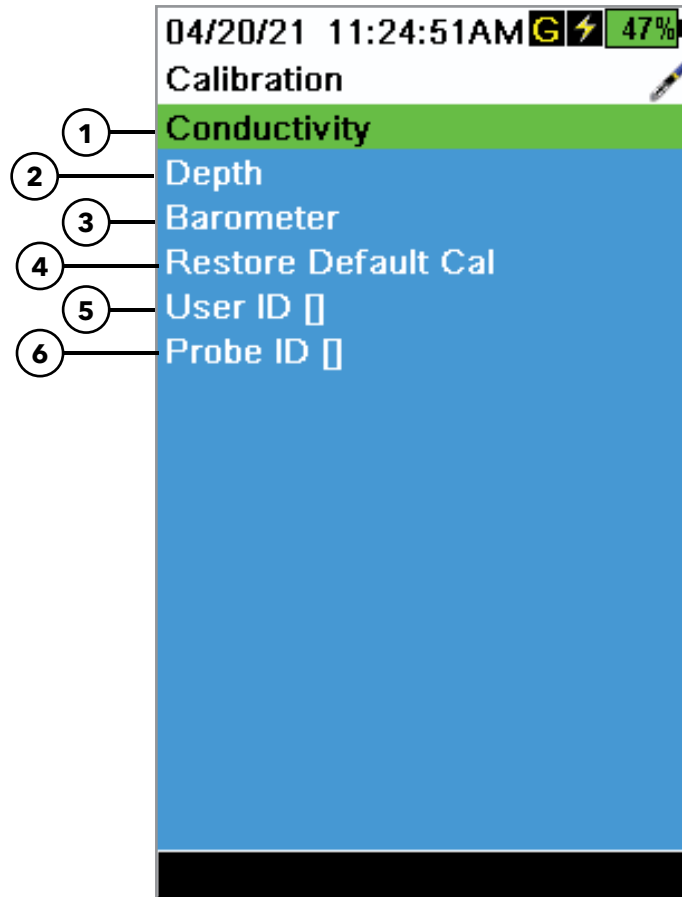 04/20/21 11:24:51AM G 47%
Calibration
1 Conductivity
2 Depth
3 Barometer
4 Restore Default Cal
5 User ID []
6 Probe ID []